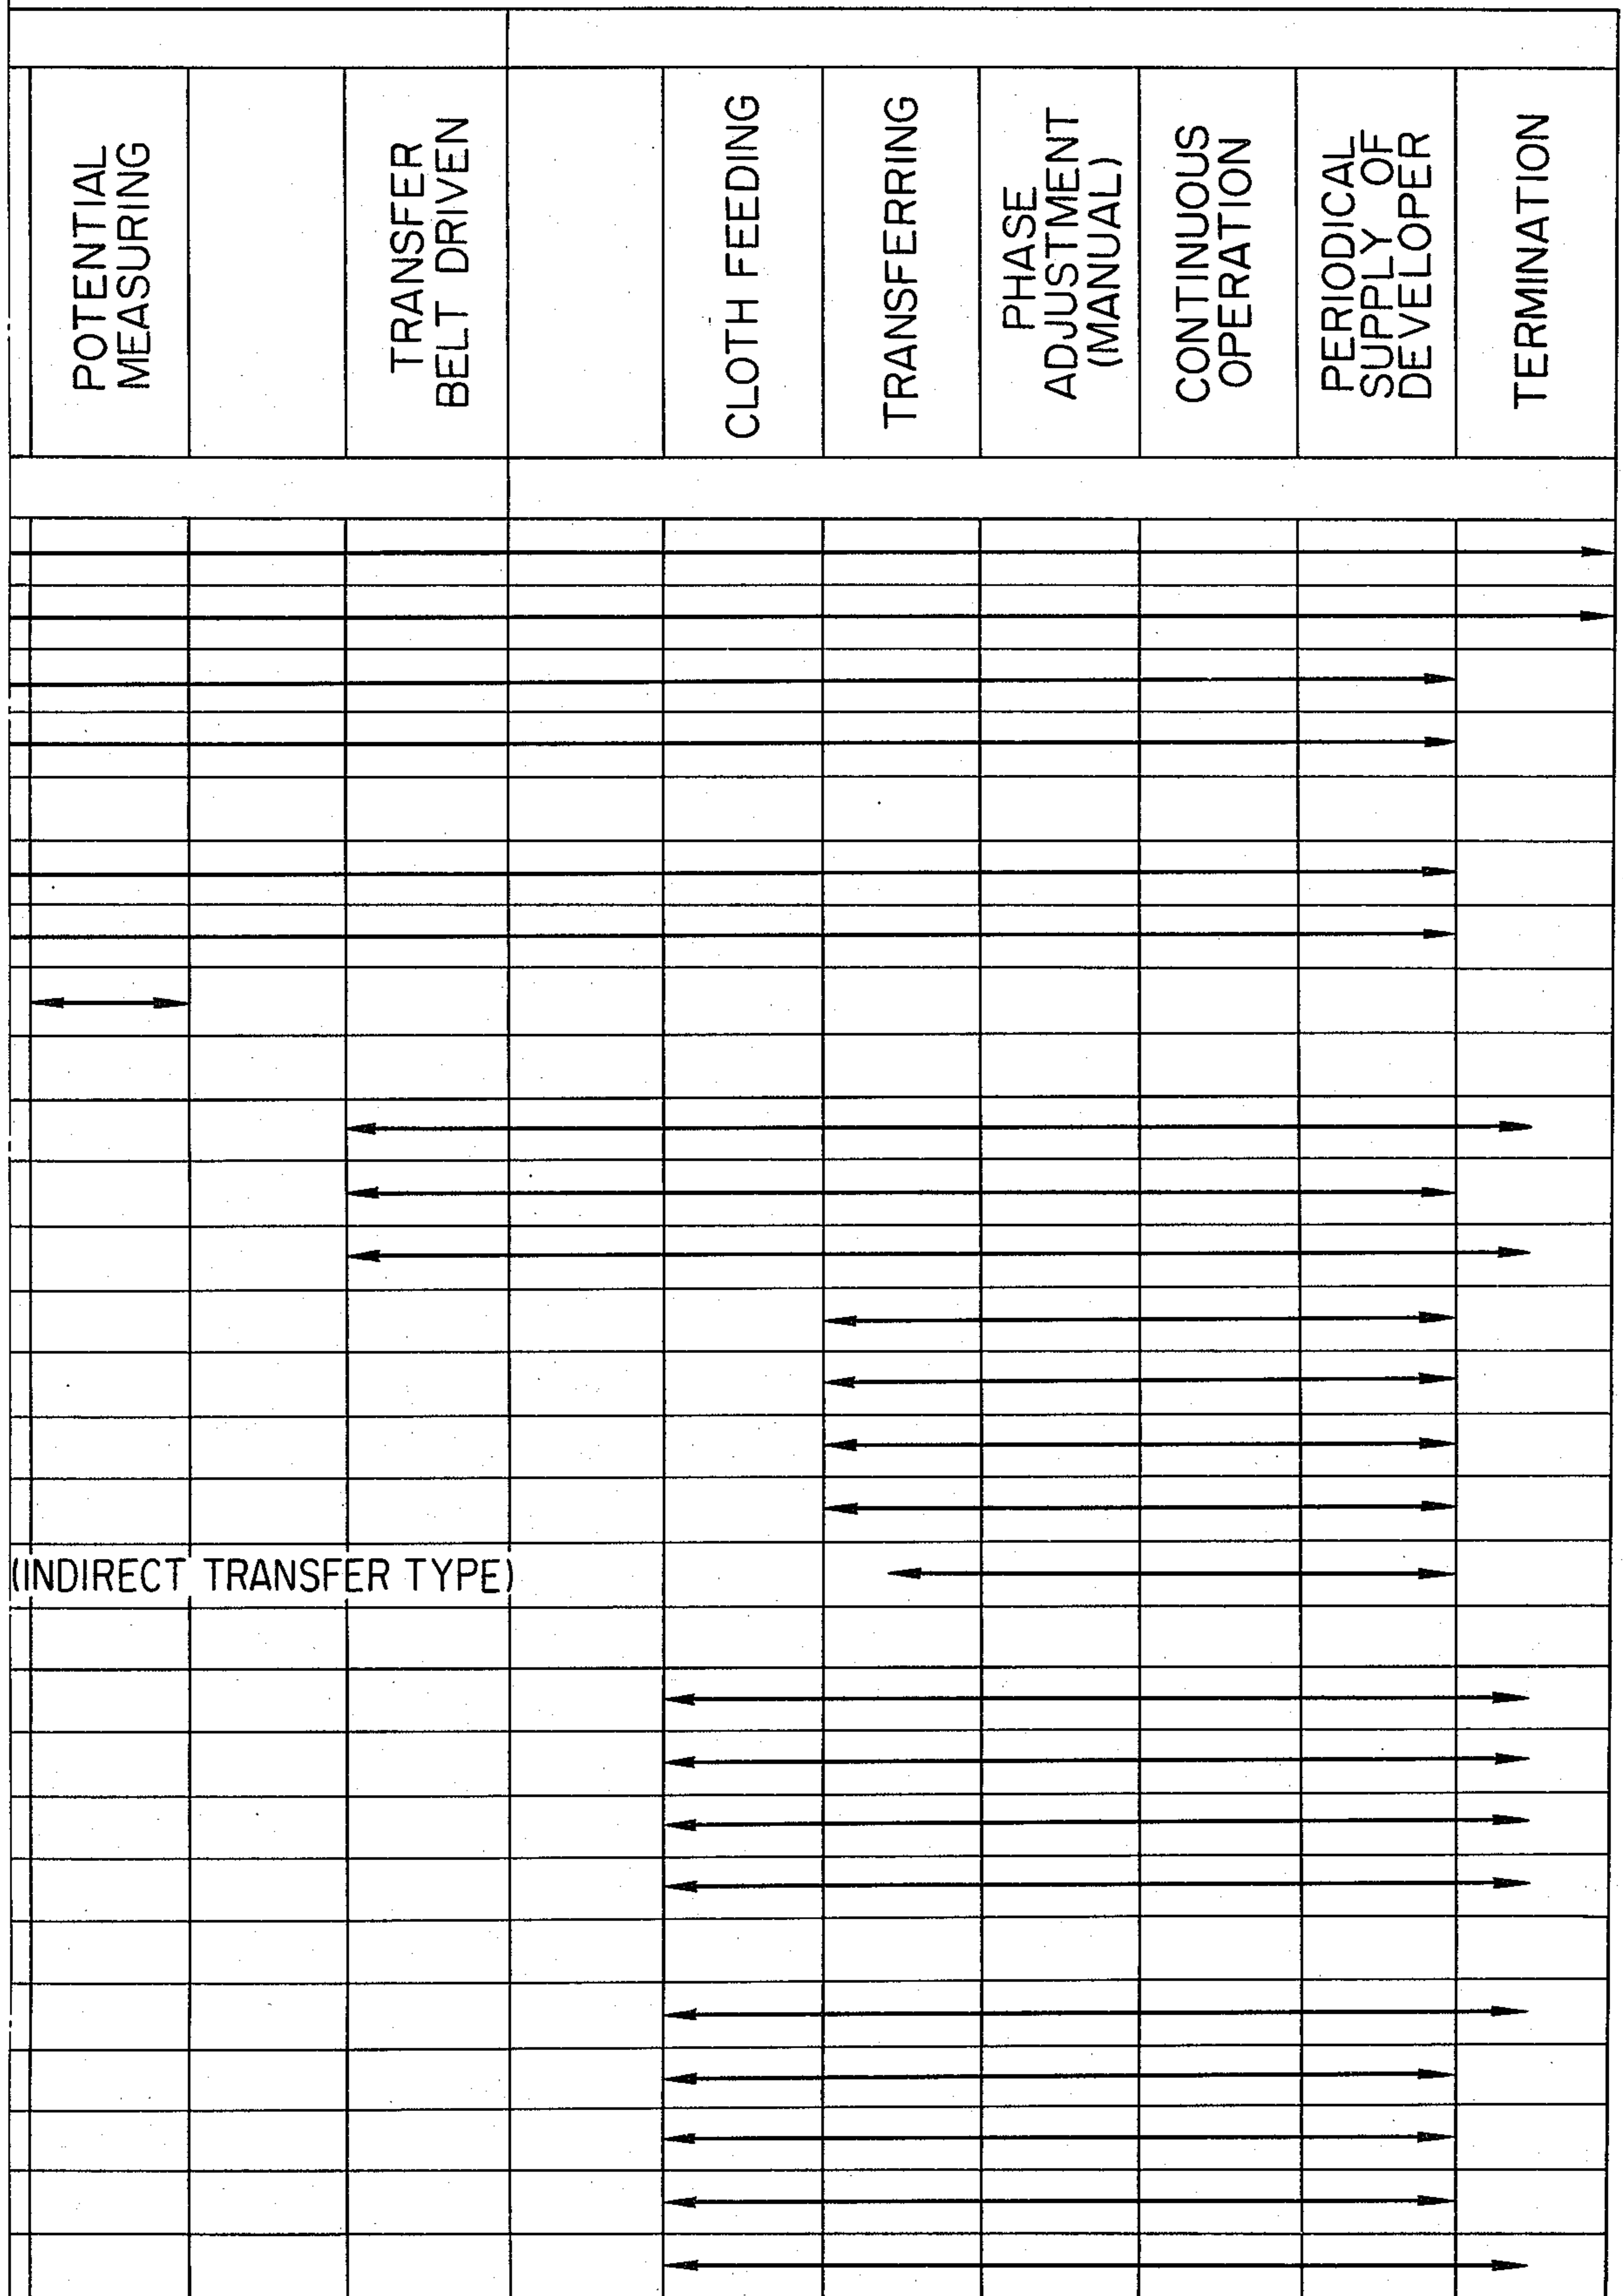 POTENTIAL
MEASURING
TRANSFER
BELT DRIVEN
CLOTH FEEDING
TRANSFERRING
PHASE
ADJUSTMENT
(MANUAL)
CONTINUOUS
OPERATION
PERIODICAL
SUPPLY OF
DEVELOPER
TERMINATION
(INDIRECT TRANSFER TYPE)